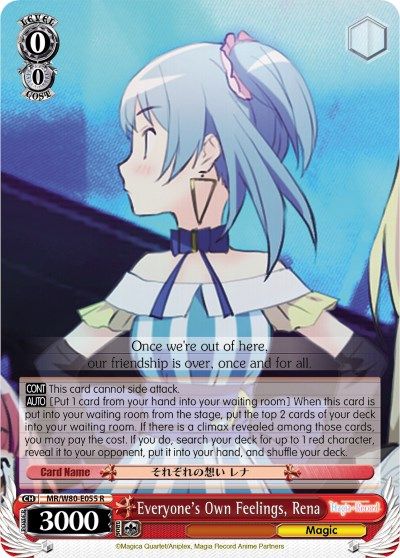 LEVEL
0
0
COST
Once we're out of here,
our friendship is over, once and for all.
CONT This card cannot side attack.
AUTO [Put 1 card from your hand into your waiting room] When this card is
put into your waiting room from the stage, put the top 2 cards of your deck
into your waiting room. If there is a climax revealed among those cards,
you may pay the cost. If you do, search your deck for up to 1 red character,
reveal it to your opponent, put it into your hand, and shuffle your deck.
Card Name それぞれの想い レナ
CH MR/W80-E055 R
Everyone's Own Feelings, Rena
Magia Record
POWER 3000
Magic
©Magica Quartet/Aniplex, Magia Record Anime Partners